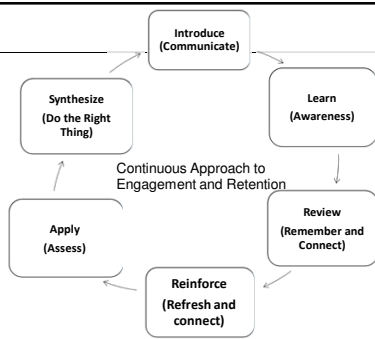 Introduce
(Communicate)
Learn
(Awareness)
Review
(Remember and
Connect)
Reinforce
(Refresh and
connect)
Apply
(Assess)
Synthesize
(Do the Right
Thing)
Continuous Approach to
Engagement and Retention